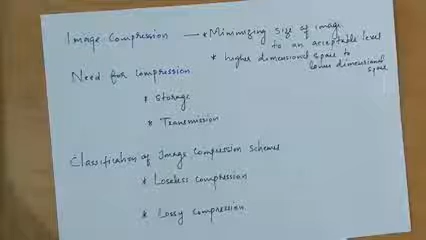 Image Compression — * Minimizing size of image
to an acceptable level
* higher dimensional space to
lower dimensional
space
Need for Compression
* Storage
* Transmission
Classification of Image Compression Schemes
* Loseless Compression
* Lossy Compression